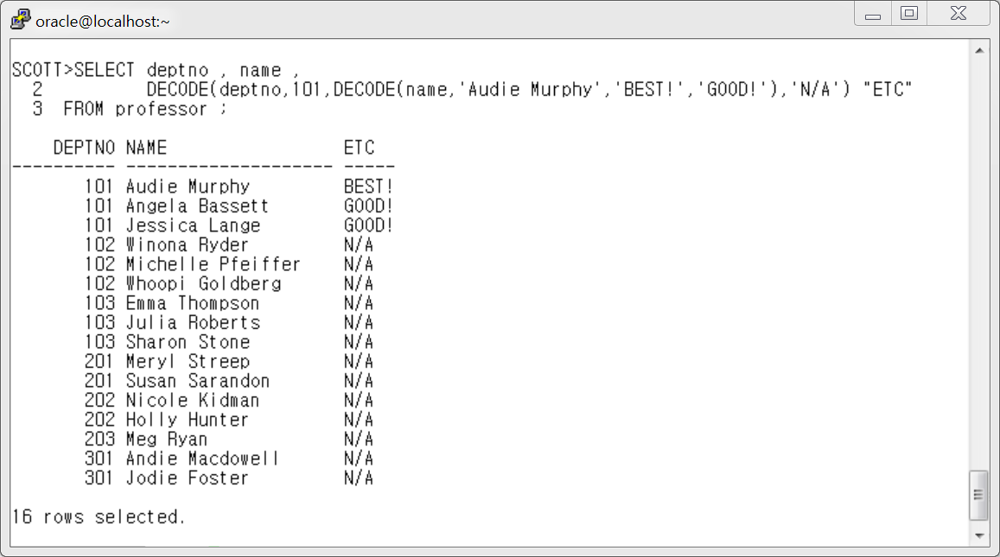 oracle@localhost:~
SCOTT>SELECT deptno , name ,
  2          DECODE(deptno,101,DECODE(name,'Audie Murphy','BEST!','GOOD!'),'N/A') "ETC"
  3  FROM professor ;
    DEPTNO NAME                 ETC
---------- -------------------- -----
       101 Audie Murphy         BEST!
       101 Angela Bassett       GOOD!
       101 Jessica Lange        GOOD!
       102 Winona Ryder         N/A
       102 Michelle Pfeiffer    N/A
       102 Whoopi Goldberg      N/A
       103 Emma Thompson        N/A
       103 Julia Roberts        N/A
       103 Sharon Stone         N/A
       201 Meryl Streep         N/A
       201 Susan Sarandon       N/A
       202 Nicole Kidman        N/A
       202 Holly Hunter         N/A
       203 Meg Ryan             N/A
       301 Andie Macdowell      N/A
       301 Jodie Foster         N/A
16 rows selected.